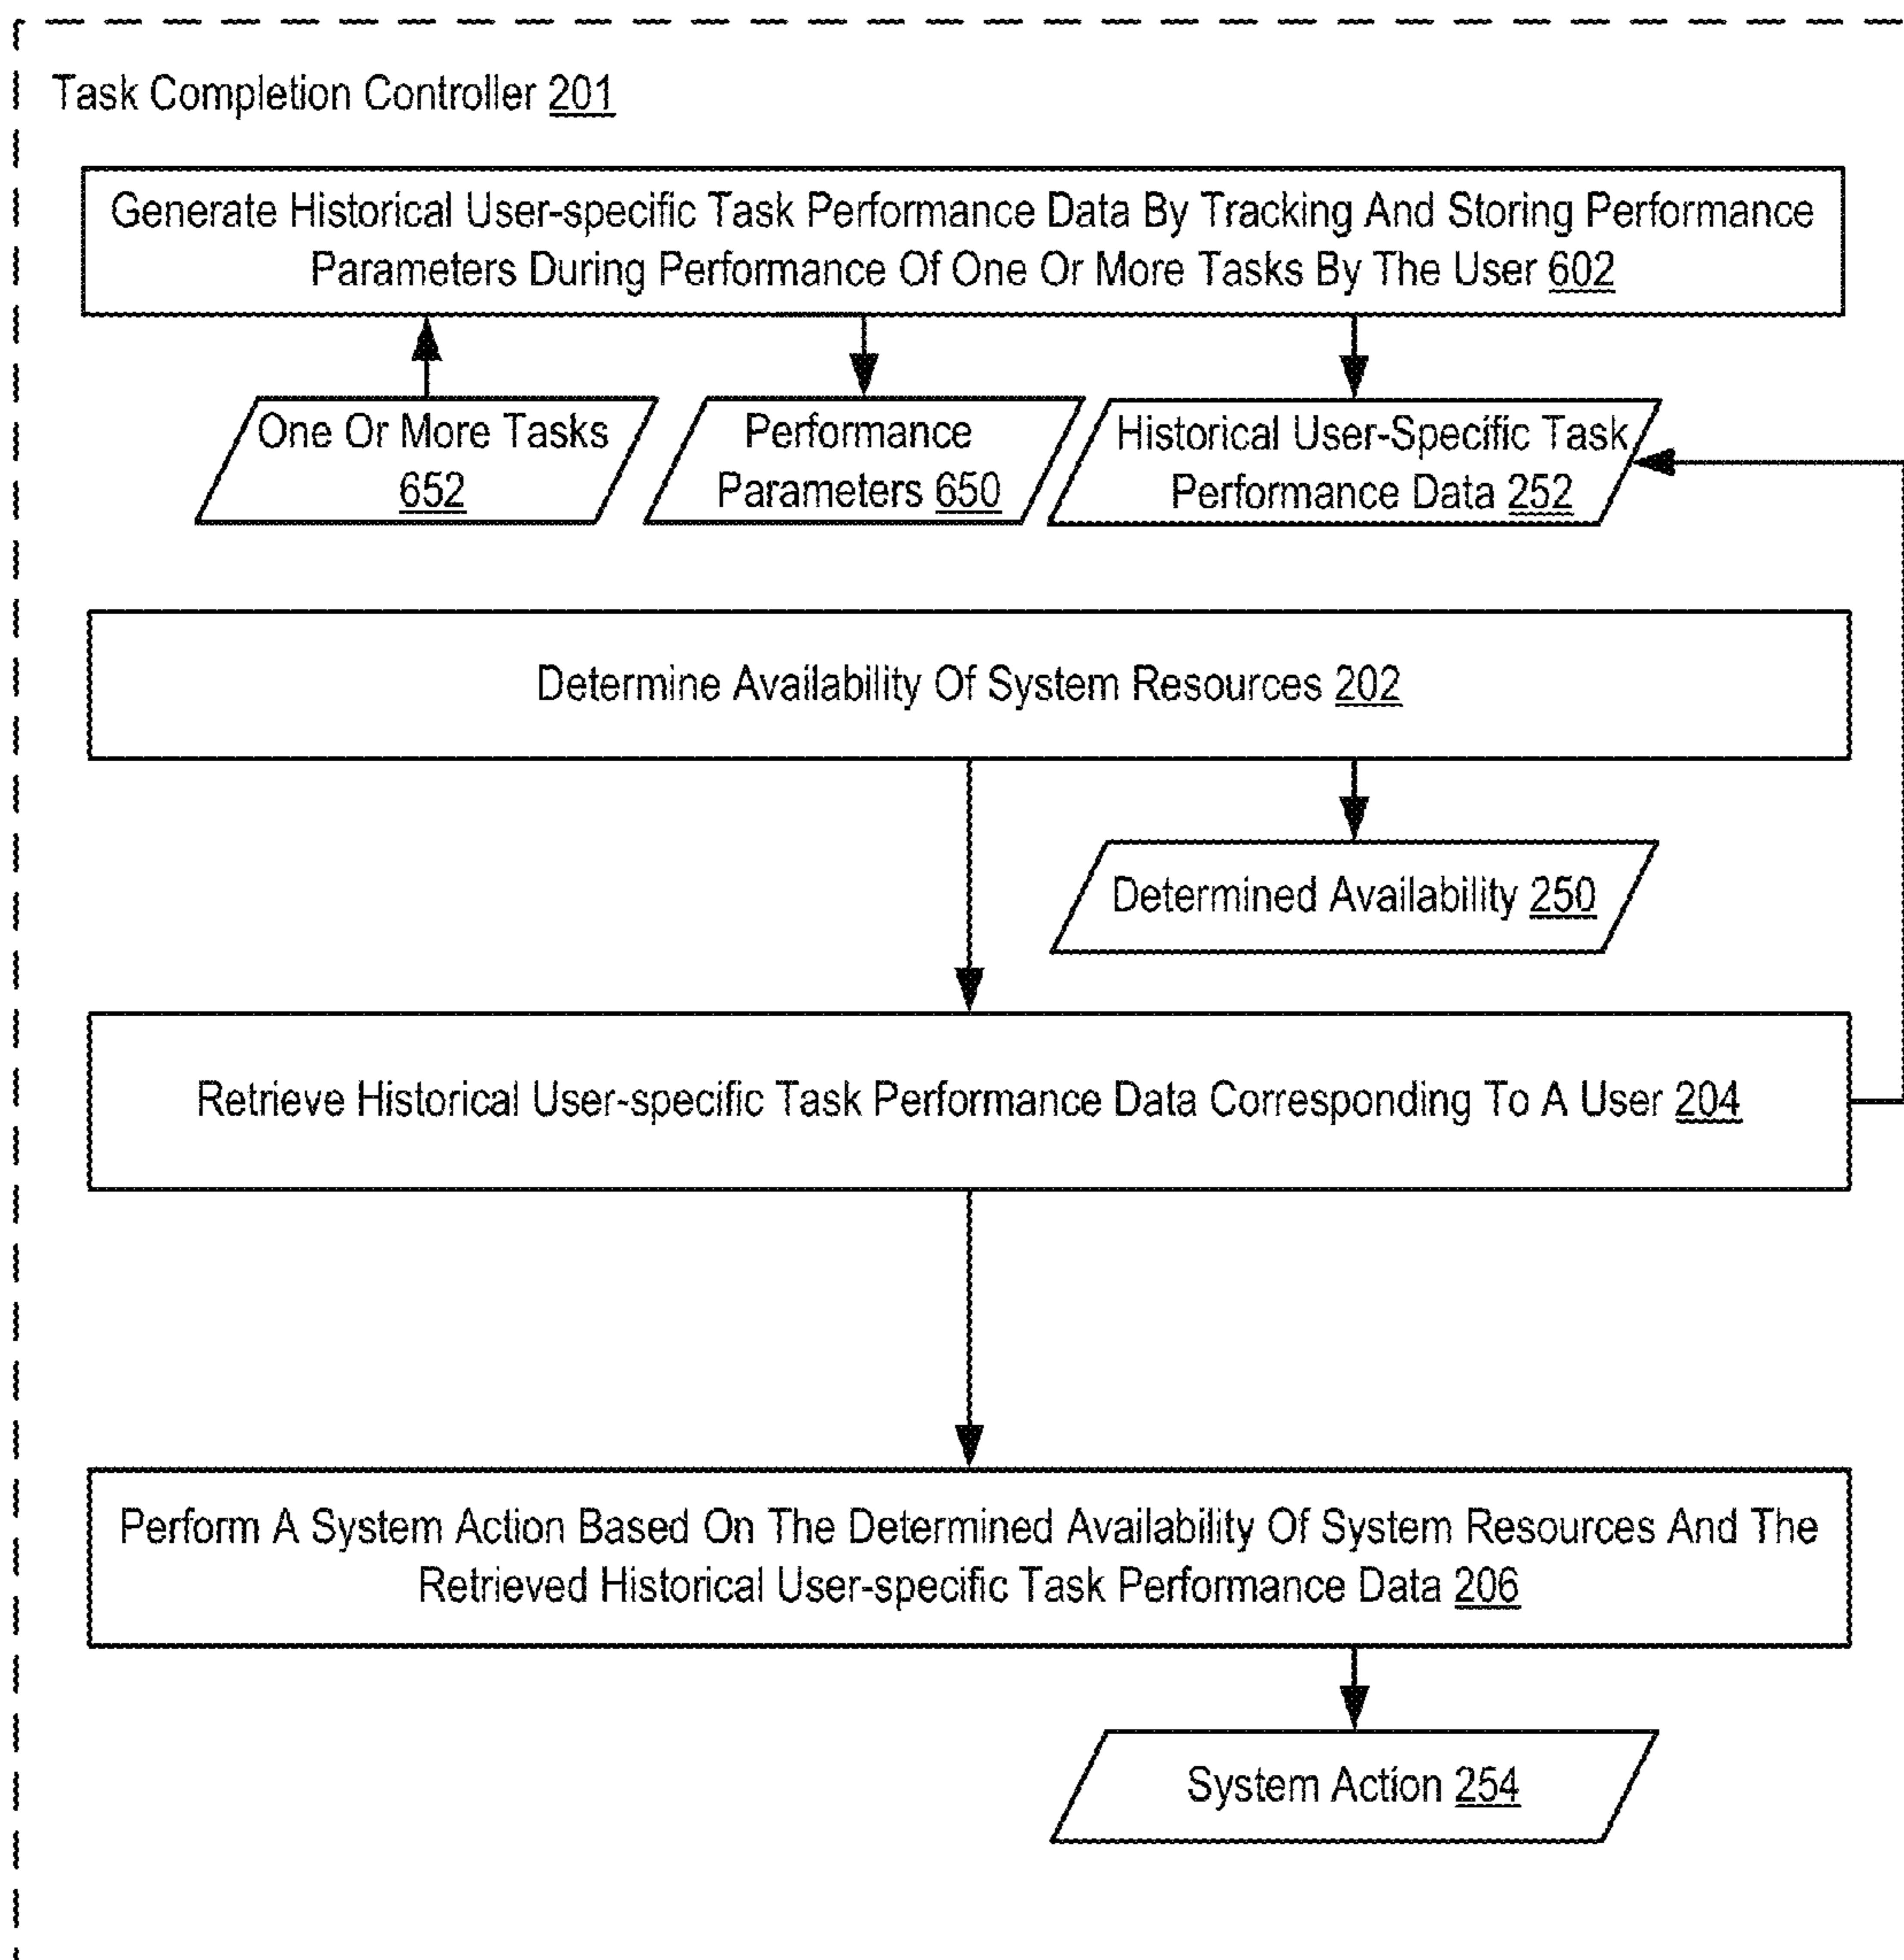 Task Completion Controller 201
Generate Historical User-specific Task Performance Data By Tracking And Storing Performance
Parameters During Performance Of One Or More Tasks By The User 602
One Or More Tasks
652
Performance
Parameters 650
Historical User-Specific Task
Performance Data 252
Determine Availability Of System Resources 202
Determined Availability 250
Retrieve Historical User-specific Task Performance Data Corresponding To A User 204
Perform A System Action Based On The Determined Availability Of System Resources And The
Retrieved Historical User-specific Task Performance Data 206
System Action 254